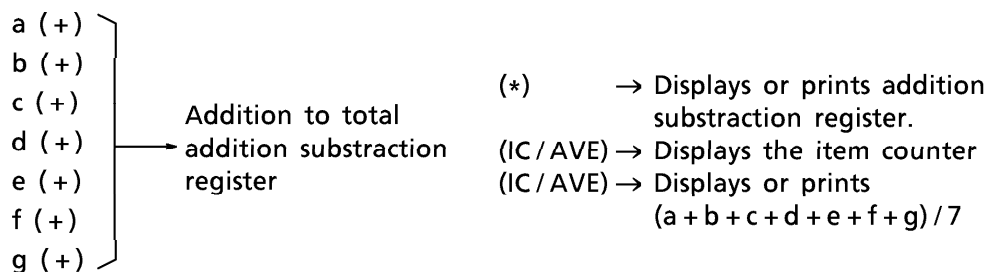 a (+)
b (+)
c (+)
d (+)
e (+)
f (+)
g (+)
Addition to total
addition substraction
register
(*) → Displays or prints addition
substraction register.
(IC / AVE) → Displays the item counter
(IC / AVE) → Displays or prints
(a + b + c + d + e + f + g) / 7